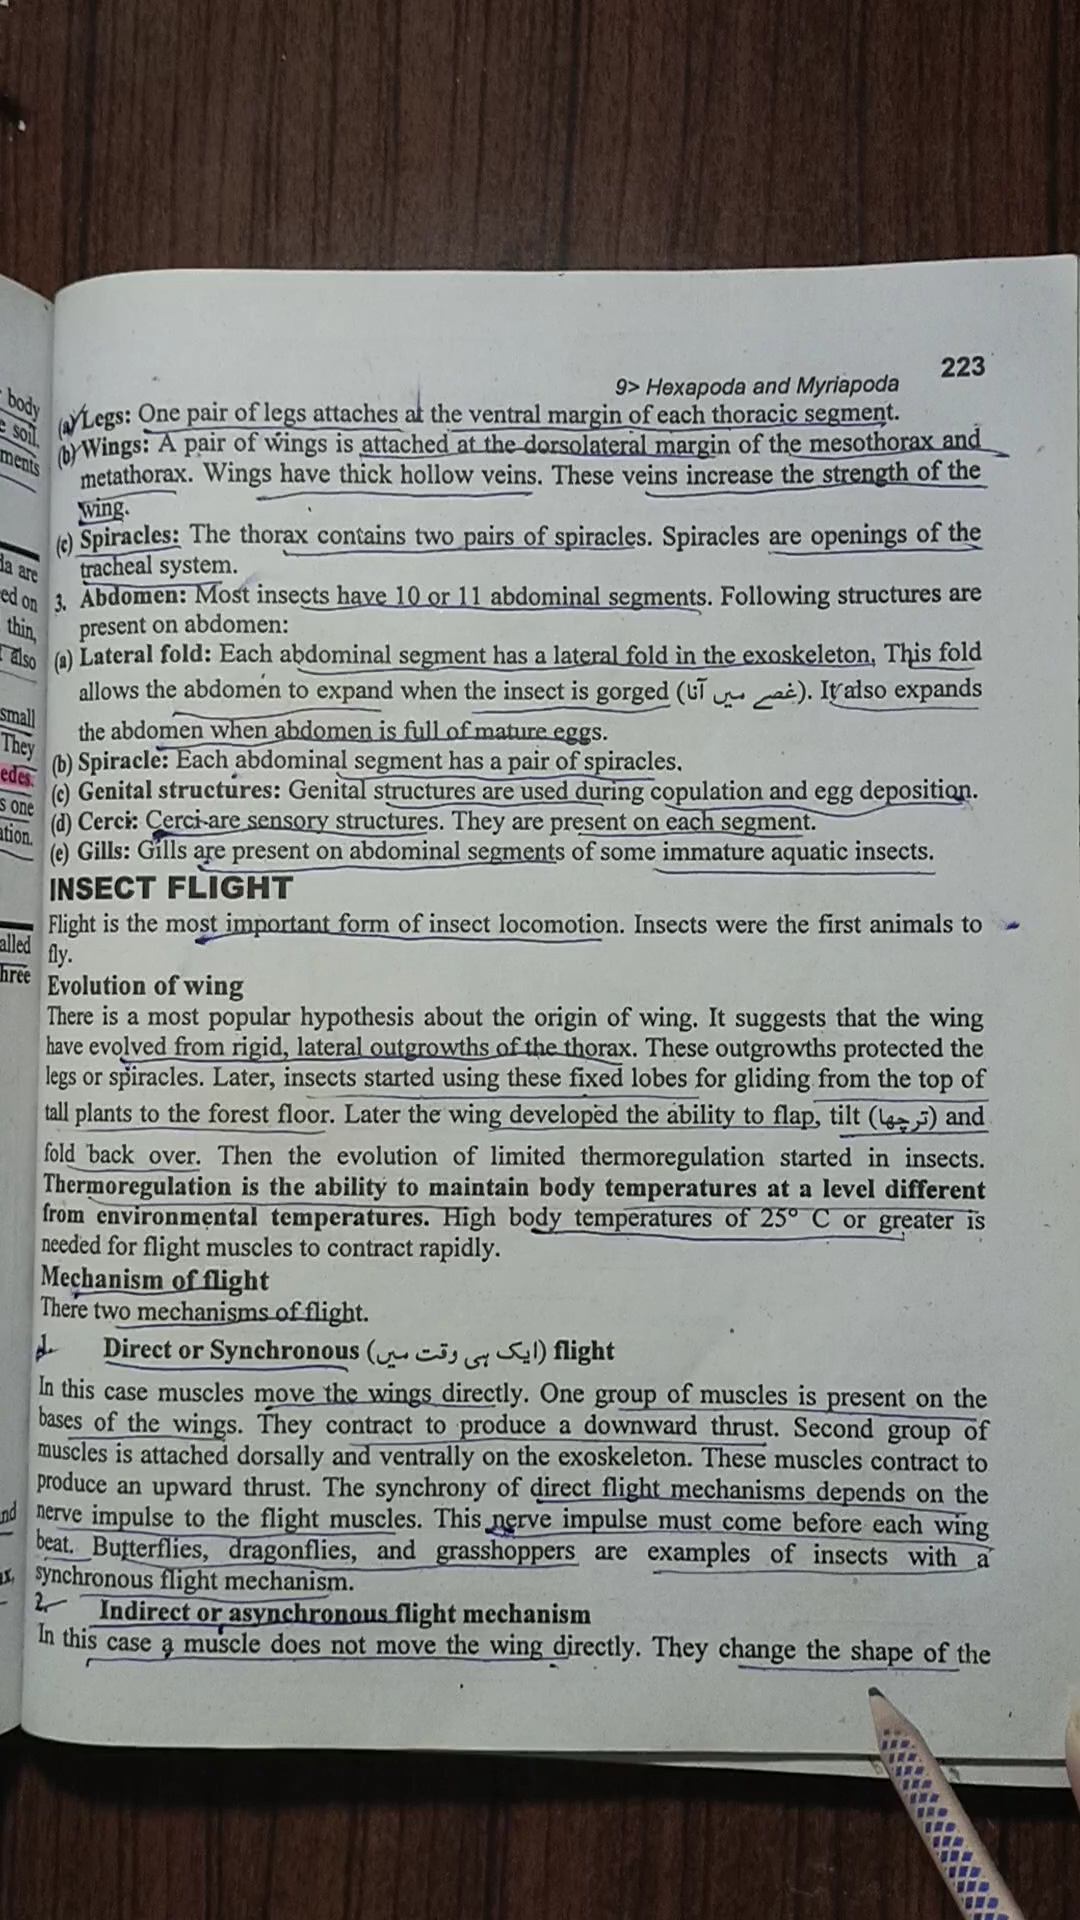 223
9> Hexapoda and Myriapoda
(a) Legs: One pair of legs attaches at the ventral margin of each thoracic segment.
(b) Wings: A pair of wings is attached at the dorsolateral margin of the mesothorax and
metathorax. Wings have thick hollow veins. These veins increase the strength of the
wing.
(c) Spiracles: The thorax contains two pairs of spiracles. Spiracles are openings of the
tracheal system.
3. Abdomen: Most insects have 10 or 11 abdominal segments. Following structures are
present on abdomen:
(a) Lateral fold: Each abdominal segment has a lateral fold in the exoskeleton, This fold
allows the abdomen to expand when the insect is gorged (غصے میں آنا). It also expands
the abdomen when abdomen is full of mature eggs.
(b) Spiracle: Each abdominal segment has a pair of spiracles.
(c) Genital structures: Genital structures are used during copulation and egg deposition.
(d) Cerci: Cerci are sensory structures. They are present on each segment.
(e) Gills: Gills are present on abdominal segments of some immature aquatic insects.
INSECT FLIGHT
Flight is the most important form of insect locomotion. Insects were the first animals to
fly.
Evolution of wing
There is a most popular hypothesis about the origin of wing. It suggests that the wing
have evolved from rigid, lateral outgrowths of the thorax. These outgrowths protected the
legs or spiracles. Later, insects started using these fixed lobes for gliding from the top of
tall plants to the forest floor. Later the wing developed the ability to flap, tilt (ترچھا) and
fold back over. Then the evolution of limited thermoregulation started in insects.
Thermoregulation is the ability to maintain body temperatures at a level different
from environmental temperatures. High body temperatures of 25° C or greater is
needed for flight muscles to contract rapidly.
Mechanism of flight
There two mechanisms of flight.
1. Direct or Synchronous (ایک ہی وقت میں) flight
In this case muscles move the wings directly. One group of muscles is present on the
bases of the wings. They contract to produce a downward thrust. Second group of
muscles is attached dorsally and ventrally on the exoskeleton. These muscles contract to
produce an upward thrust. The synchrony of direct flight mechanisms depends on the
nerve impulse to the flight muscles. This nerve impulse must come before each wing
beat. Butterflies, dragonflies, and grasshoppers are examples of insects with a
synchronous flight mechanism.
2. Indirect or asynchronous flight mechanism
In this case a muscle does not move the wing directly. They change the shape of the
body
soil.
ments
are
ed on
thin,
also
small
They
edes.
one
ation.
alled
hree
nd